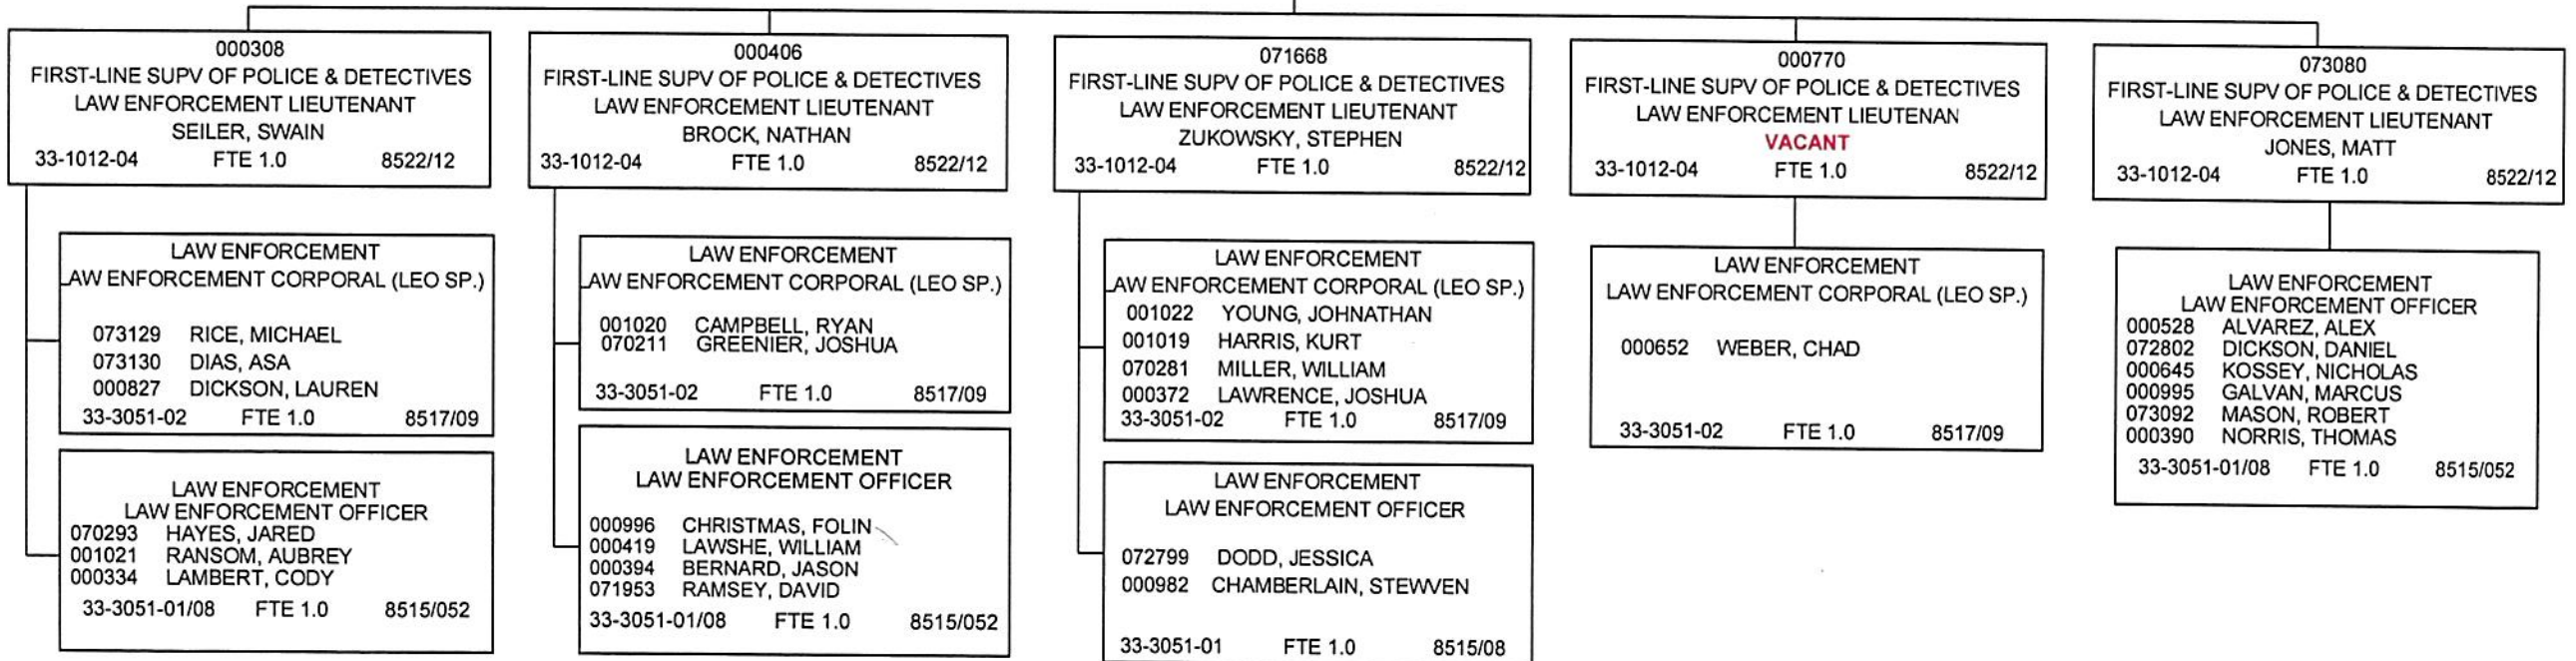 000308
FIRST-LINE SUPV OF POLICE & DETECTIVES
LAW ENFORCEMENT LIEUTENANT
SEILER, SWAIN
33-1012-04 FTE 1.0 8522/12
LAW ENFORCEMENT
LAW ENFORCEMENT CORPORAL (LEO SP.)
073129 RICE, MICHAEL
073130 DIAS, ASA
000827 DICKSON, LAUREN
33-3051-02 FTE 1.0 8517/09
LAW ENFORCEMENT
LAW ENFORCEMENT OFFICER
070293 HAYES, JARED
001021 RANSOM, AUBREY
000334 LAMBERT, CODY
33-3051-01/08 FTE 1.0 8515/052
000406
FIRST-LINE SUPV OF POLICE & DETECTIVES
LAW ENFORCEMENT LIEUTENANT
BROCK, NATHAN
33-1012-04 FTE 1.0 8522/12
LAW ENFORCEMENT
LAW ENFORCEMENT CORPORAL (LEO SP.)
001020 CAMPBELL, RYAN
070211 GREENIER, JOSHUA
33-3051-02 FTE 1.0 8517/09
LAW ENFORCEMENT
LAW ENFORCEMENT OFFICER
000996 CHRISTMAS, FOLIN
000419 LAWSHE, WILLIAM
000394 BERNARD, JASON
071953 RAMSEY, DAVID
33-3051-01/08 FTE 1.0 8515/052
071668
FIRST-LINE SUPV OF POLICE & DETECTIVES
LAW ENFORCEMENT LIEUTENANT
ZUKOWSKY, STEPHEN
33-1012-04 FTE 1.0 8522/12
LAW ENFORCEMENT
LAW ENFORCEMENT CORPORAL (LEO SP.)
001022 YOUNG, JOHNATHAN
001019 HARRIS, KURT
070281 MILLER, WILLIAM
000372 LAWRENCE, JOSHUA
33-3051-02 FTE 1.0 8517/09
LAW ENFORCEMENT
LAW ENFORCEMENT OFFICER
072799 DODD, JESSICA
000982 CHAMBERLAIN, STEWVEN
33-3051-01 FTE 1.0 8515/08
000770
FIRST-LINE SUPV OF POLICE & DETECTIVES
LAW ENFORCEMENT LIEUTENAN
VACANT
33-1012-04 FTE 1.0 8522/12
LAW ENFORCEMENT
LAW ENFORCEMENT CORPORAL (LEO SP.)
000652 WEBER, CHAD
33-3051-02 FTE 1.0 8517/09
073080
FIRST-LINE SUPV OF POLICE & DETECTIVES
LAW ENFORCEMENT LIEUTENANT
JONES, MATT
33-1012-04 FTE 1.0 8522/12
LAW ENFORCEMENT
LAW ENFORCEMENT OFFICER
000528 ALVAREZ, ALEX
072802 DICKSON, DANIEL
000645 KOSSEY, NICHOLAS
000995 GALVAN, MARCUS
073092 MASON, ROBERT
000390 NORRIS, THOMAS
33-3051-01/08 FTE 1.0 8515/052